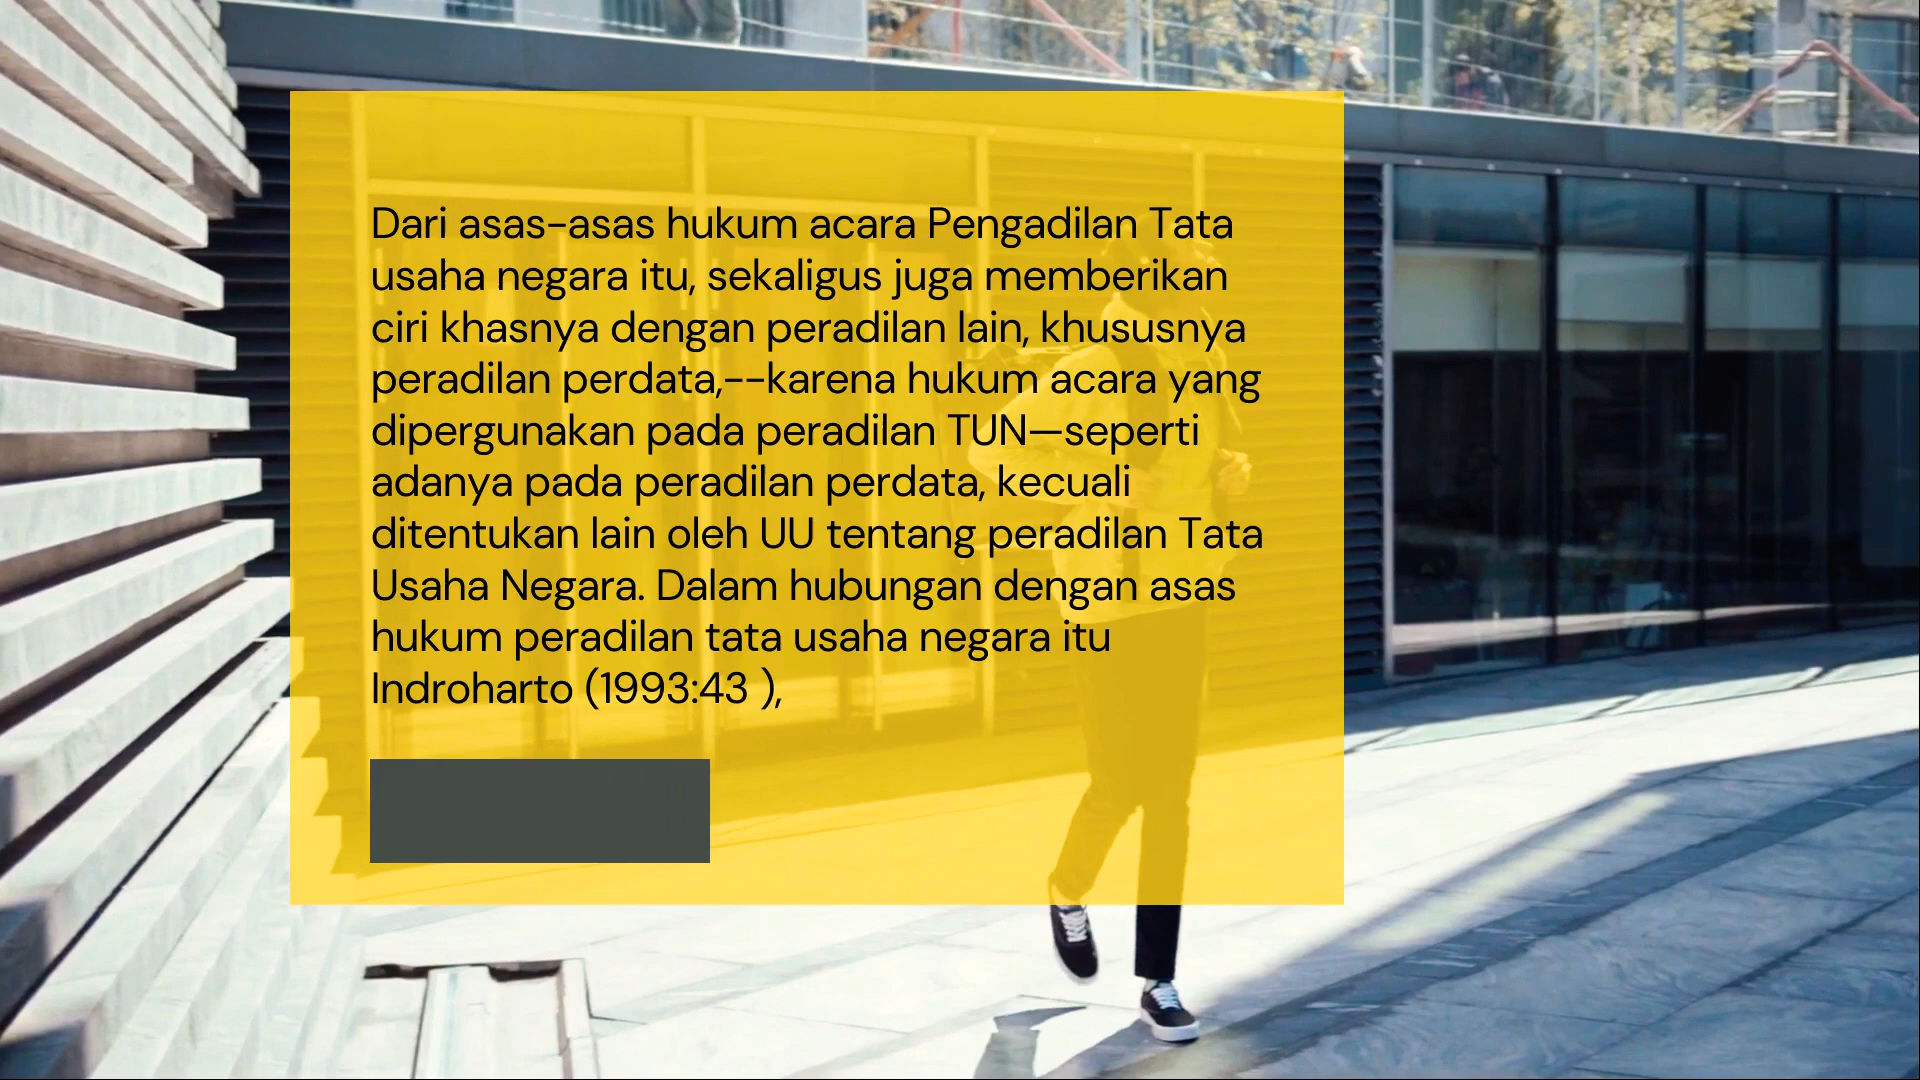 Dari asas-asas hukum acara Pengadilan Tata
usaha negara itu, sekaligus juga memberikan
ciri khasnya dengan peradilan lain, khususnya
peradilan perdata,--karena hukum acara yang
dipergunakan pada peradilan TUN—seperti
adanya pada peradilan perdata, kecuali
ditentukan lain oleh UU tentang peradilan Tata
Usaha Negara. Dalam hubungan dengan asas
hukum peradilan tata usaha negara itu
Indroharto (1993:43 ),